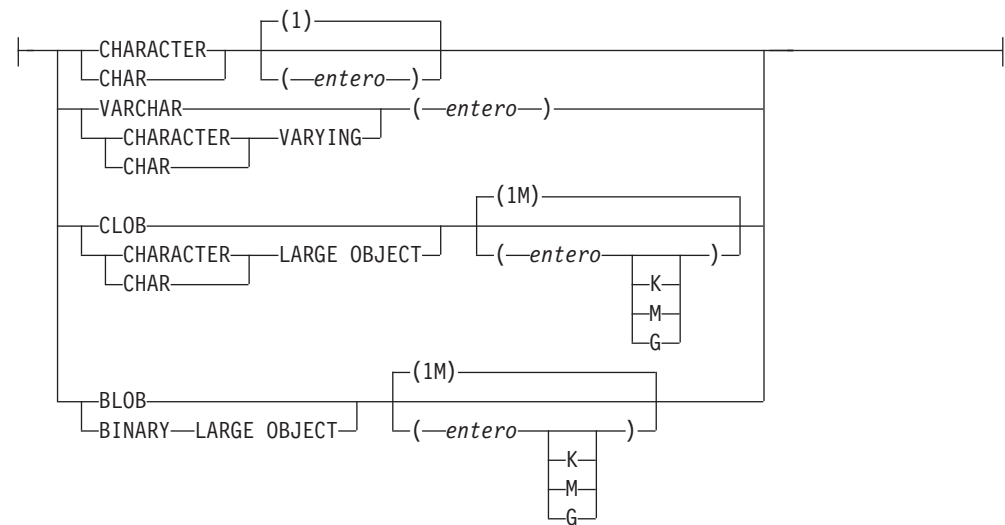 (1)
CHARACTER
CHAR ( entero )
VARCHAR ( entero )
CHARACTER VARYING
CHAR
(1M)
CLOB
CHARACTER LARGE OBJECT ( entero )
CHAR K
M
G
(1M)
BLOB
BINARY LARGE OBJECT ( entero )
K
M
G